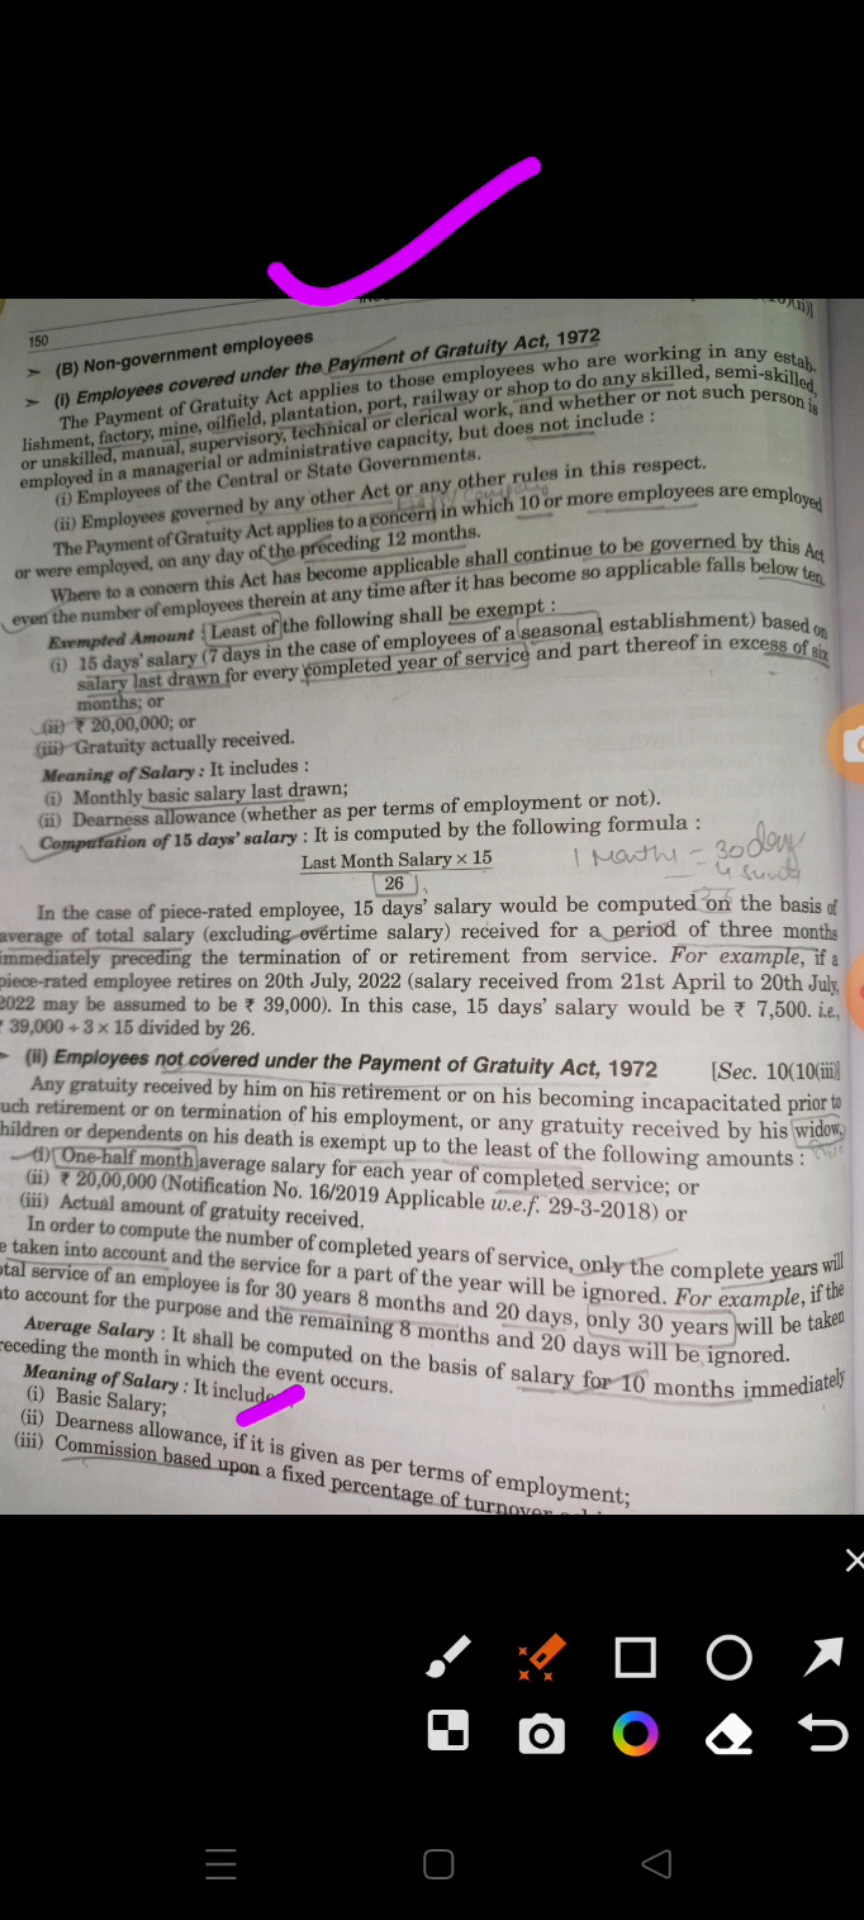 150
(B) Non-government employees
(i) Employees covered under the Payment of Gratuity Act, 1972
The Payment of Gratuity Act applies to those employees who are working in any estab-
lishment, factory, mine, oilfield, plantation, port, railway or shop to do any skilled, semi-skilled,
or unskilled, manual, supervisory, technical or clerical work, and whether or not such person is
employed in a managerial or administrative capacity, but does not include :
(i) Employees of the Central or State Governments.
(ii) Employees governed by any other Act or any other rules in this respect.
The Payment of Gratuity Act applies to a concern in which 10 or more employees are employed
or were employed, on any day of the preceding 12 months.
Where to a concern this Act has become applicable shall continue to be governed by this Act
even the number of employees therein at any time after it has become so applicable falls below ten.
Exempted Amount : Least of the following shall be exempt :
(i) 15 days' salary (7 days in the case of employees of a seasonal establishment) based on
salary last drawn for every completed year of service and part thereof in excess of six
months; or
(ii) ₹ 20,00,000; or
(iii) Gratuity actually received.
Meaning of Salary : It includes :
(i) Monthly basic salary last drawn;
(ii) Dearness allowance (whether as per terms of employment or not).
Computation of 15 days' salary : It is computed by the following formula :
Last Month Salary × 15
26
1 Month = 30 day
4 Sunday
In the case of piece-rated employee, 15 days' salary would be computed on the basis of
average of total salary (excluding overtime salary) received for a period of three months
immediately preceding the termination of or retirement from service. For example, if a
piece-rated employee retires on 20th July, 2022 (salary received from 21st April to 20th July,
2022 may be assumed to be ₹ 39,000). In this case, 15 days' salary would be ₹ 7,500. i.e.,
₹ 39,000 ÷ 3 × 15 divided by 26.
(ii) Employees not covered under the Payment of Gratuity Act, 1972 [Sec. 10(10(iii)]
Any gratuity received by him on his retirement or on his becoming incapacitated prior to
uch retirement or on termination of his employment, or any gratuity received by his widow,
hildren or dependents on his death is exempt up to the least of the following amounts :
(i) One-half month average salary for each year of completed service; or
(ii) ₹ 20,00,000 (Notification No. 16/2019 Applicable w.e.f. 29-3-2018) or
(iii) Actual amount of gratuity received.
In order to compute the number of completed years of service, only the complete years will
e taken into account and the service for a part of the year will be ignored. For example, if the
otal service of an employee is for 30 years 8 months and 20 days, only 30 years will be taken
nto account for the purpose and the remaining 8 months and 20 days will be ignored.
Average Salary : It shall be computed on the basis of salary for 10 months immediately
receding the month in which the event occurs.
Meaning of Salary : It include
(i) Basic Salary;
(ii) Dearness allowance, if it is given as per terms of employment;
(iii) Commission based upon a fixed percentage of turnover